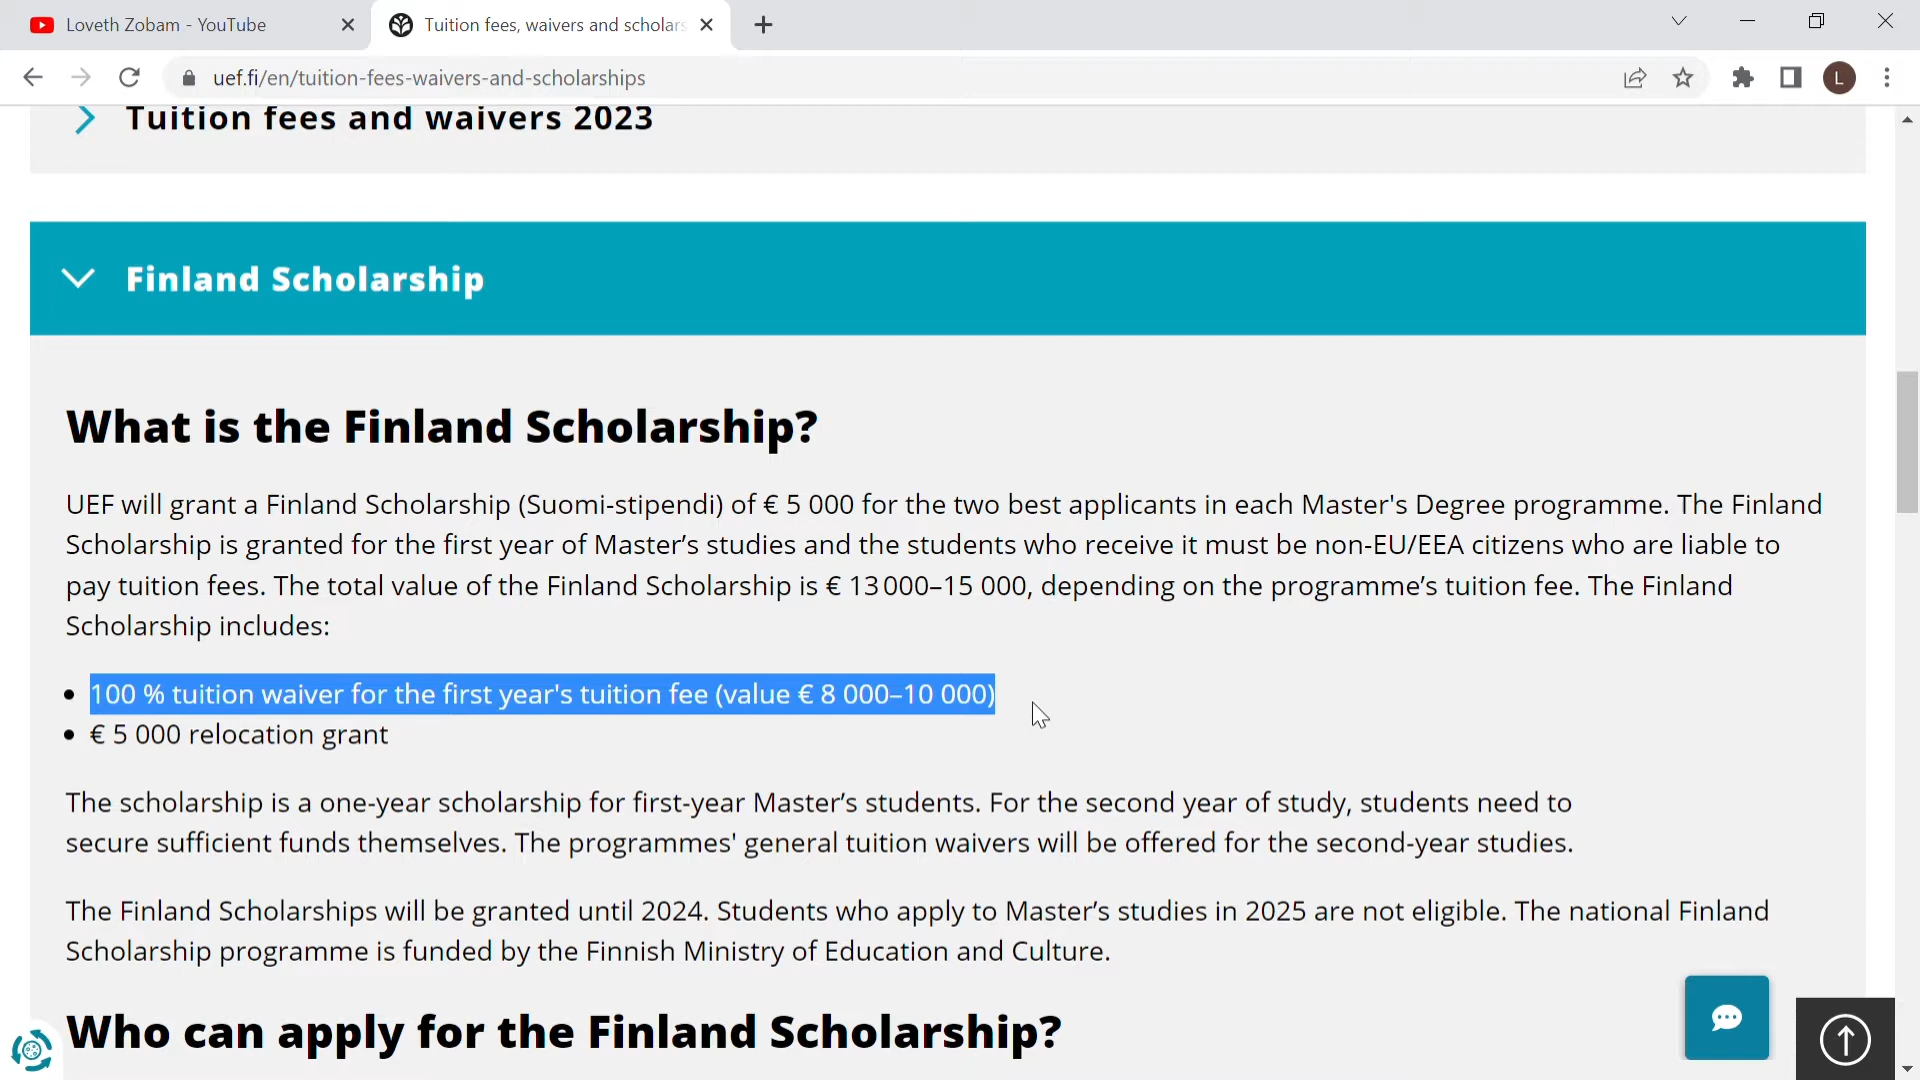 Loveth Zobam - YouTube
Tuition fees, waivers and scholars
uef.fi/en/tuition-fees-waivers-and-scholarships
L
Tuition fees and waivers 2023
Finland Scholarship
What is the Finland Scholarship?
UEF will grant a Finland Scholarship (Suomi-stipendi) of € 5 000 for the two best applicants in each Master's Degree programme. The Finland
Scholarship is granted for the first year of Master’s studies and the students who receive it must be non-EU/EEA citizens who are liable to
pay tuition fees. The total value of the Finland Scholarship is € 13 000–15 000, depending on the programme’s tuition fee. The Finland
Scholarship includes:
• 100 % tuition waiver for the first year's tuition fee (value € 8 000–10 000)
• € 5 000 relocation grant
The scholarship is a one-year scholarship for first-year Master’s students. For the second year of study, students need to
secure sufficient funds themselves. The programmes' general tuition waivers will be offered for the second-year studies.
The Finland Scholarships will be granted until 2024. Students who apply to Master’s studies in 2025 are not eligible. The national Finland
Scholarship programme is funded by the Finnish Ministry of Education and Culture.
Who can apply for the Finland Scholarship?